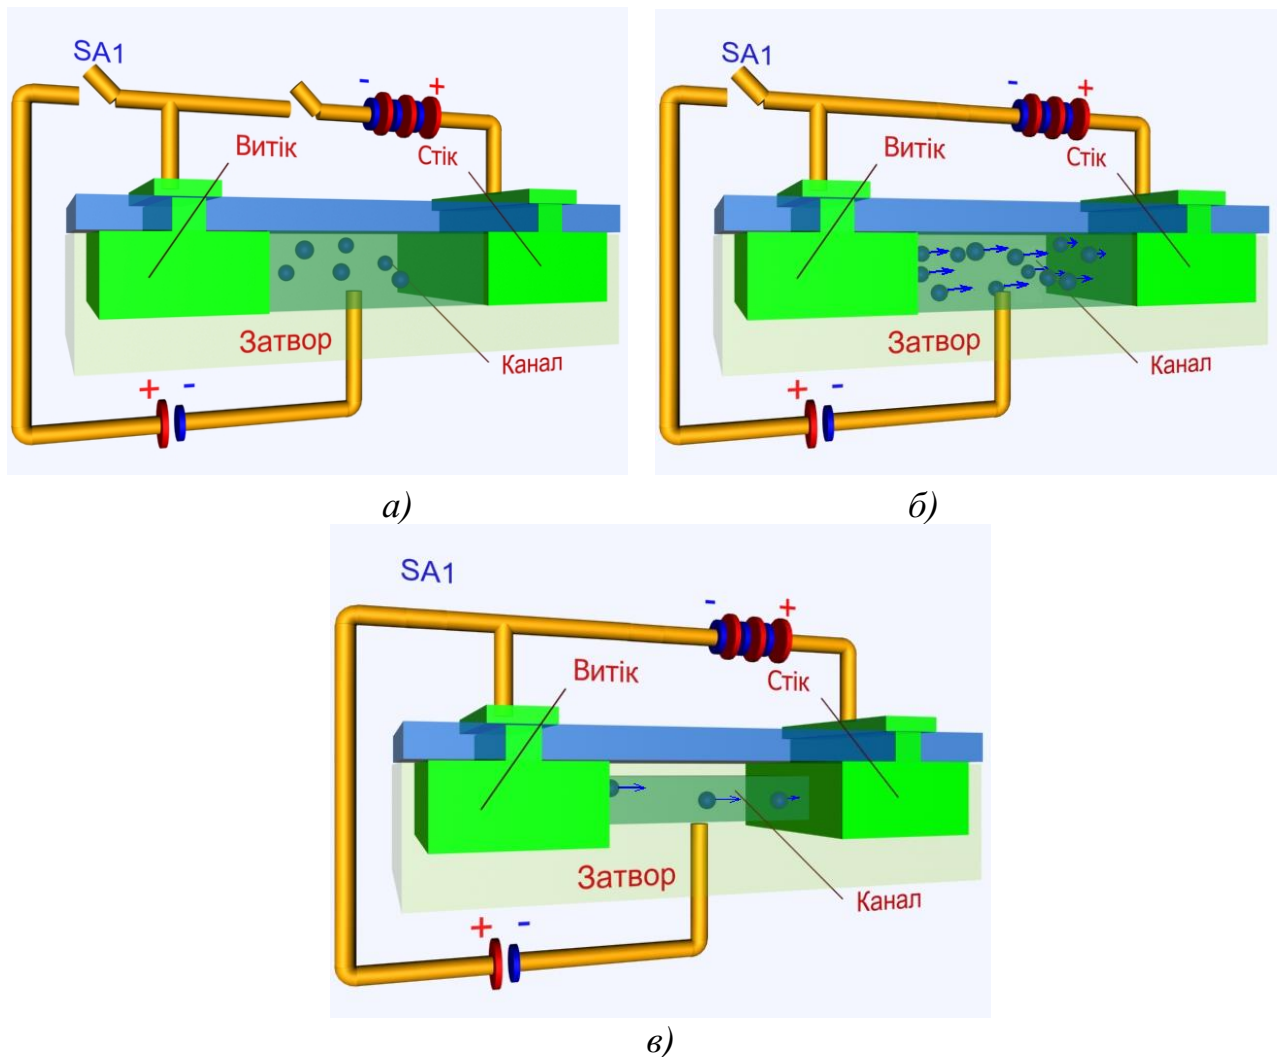 SA1
- +
Витік
Стік
Затвор
Канал
+ -
а)
SA1
- +
Витік
Стік
Затвор
Канал
+ -
б)
SA1
- +
Витік
Стік
Затвор
Канал
+ -
в)